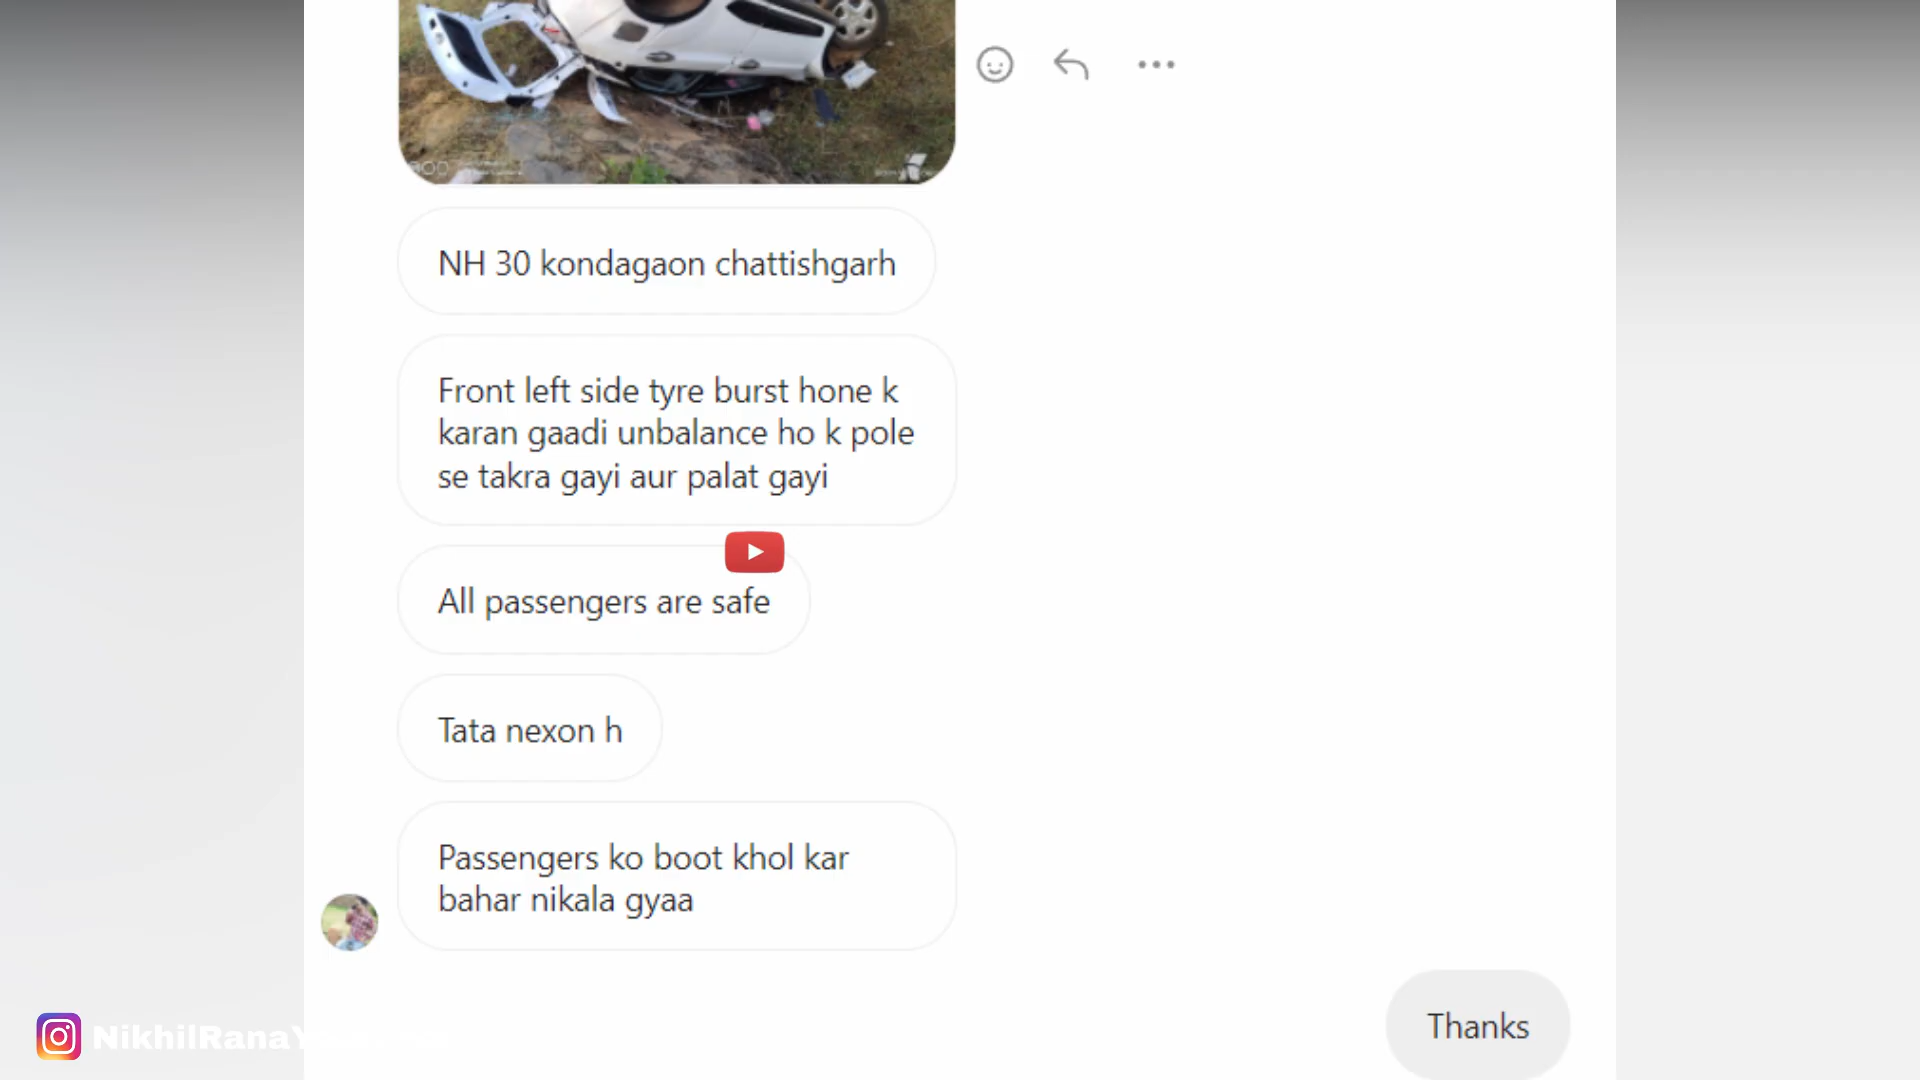 NH 30 kondagaon chattishgarh
Front left side tyre burst hone k
karan gaadi unbalance ho k pole
se takra gayi aur palat gayi
All passengers are safe
Tata nexon h
Passengers ko boot khol kar
bahar nikala gyaa
Thanks
NikhilRanaY